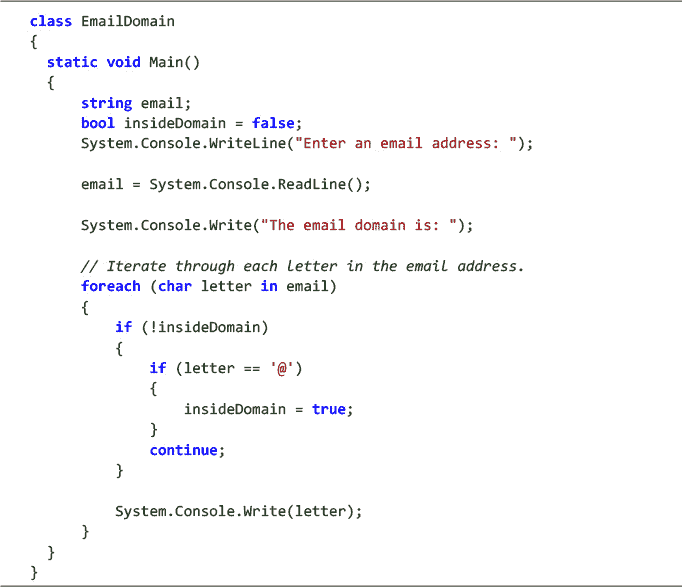 class EmailDomain
{
  static void Main()
  {
      string email;
      bool insideDomain = false;
      System.Console.WriteLine("Enter an email address: ");

      email = System.Console.ReadLine();

      System.Console.Write("The email domain is: ");

      // Iterate through each letter in the email address.
      foreach (char letter in email)
      {
          if (!insideDomain)
          {
              if (letter == '@')
              {
                  insideDomain = true;
              }
              continue;
          }

          System.Console.Write(letter);
      }
  }
}